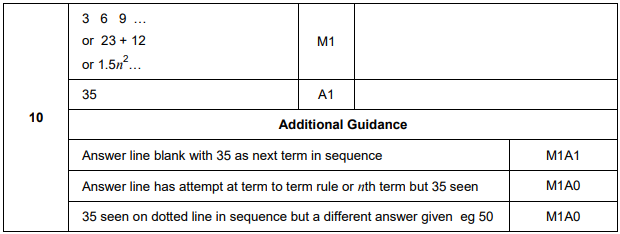 3 6 9 …
or 23 + 12
or 1.5n²…
M1
35
A1
10
Additional Guidance
Answer line blank with 35 as next term in sequence
M1A1
Answer line has attempt at term to term rule or nth term but 35 seen
M1A0
35 seen on dotted line in sequence but a different answer given eg 50
M1A0